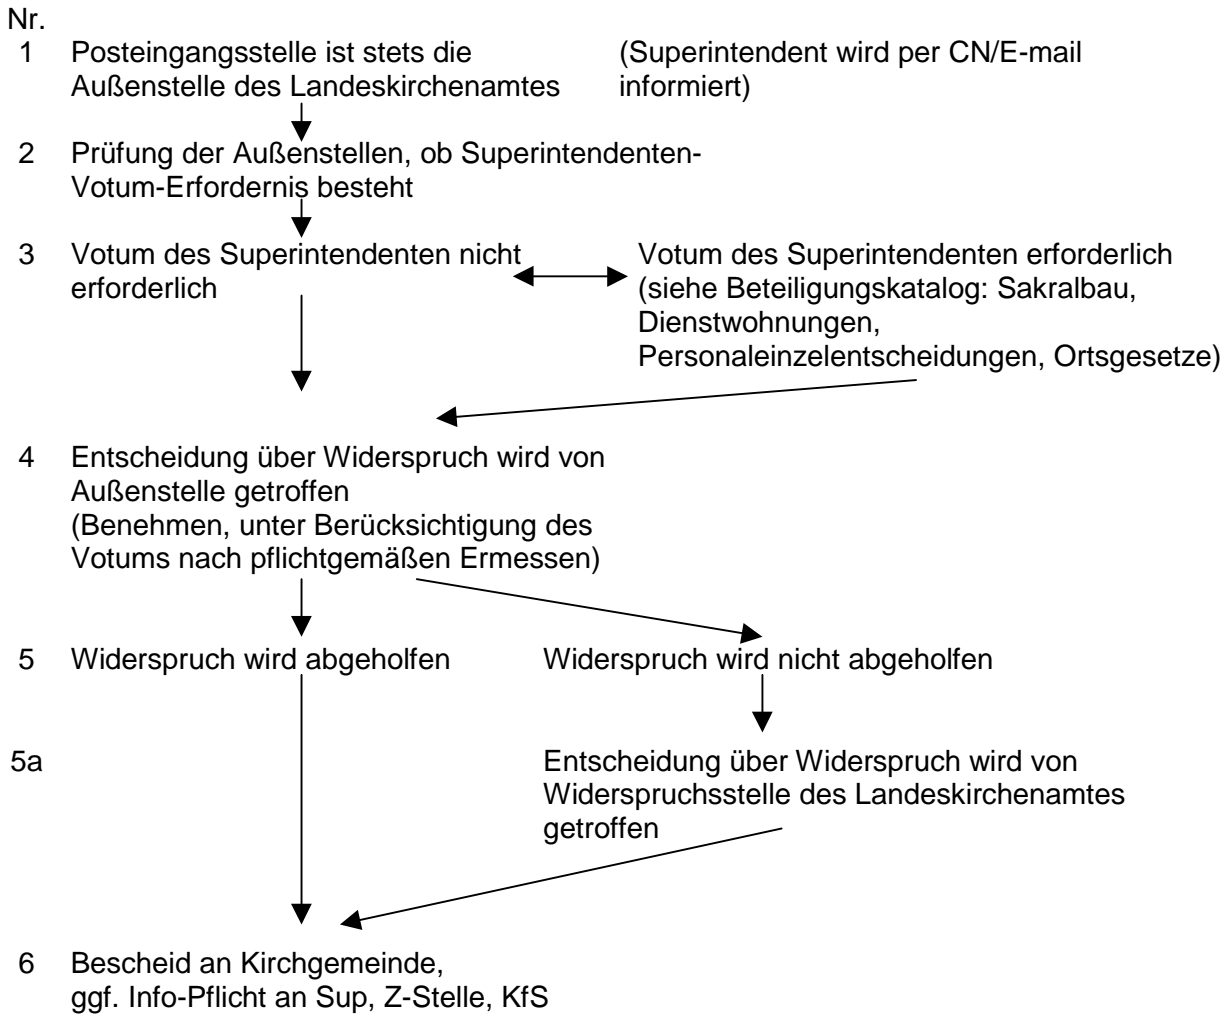 Nr.
1 Posteingangsstelle ist stets die (Superintendent wird per CN/E-mail
Außenstelle des Landeskirchenamtes informiert)
2 Prüfung der Außenstellen, ob Superintendenten-
Votum-Erfordernis besteht
3 Votum des Superintendenten nicht Votum des Superintendenten erforderlich
erforderlich (siehe Beteiligungskatalog: Sakralbau,
Dienstwohnungen,
Personaleinzelentscheidungen, Ortsgesetze)
4 Entscheidung über Widerspruch wird von
Außenstelle getroffen
(Benehmen, unter Berücksichtigung des
Votums nach pflichtgemäßen Ermessen)
5 Widerspruch wird abgeholfen Widerspruch wird nicht abgeholfen
5a Entscheidung über Widerspruch wird von
Widerspruchsstelle des Landeskirchenamtes
getroffen
6 Bescheid an Kirchgemeinde,
ggf. Info-Pflicht an Sup, Z-Stelle, KfS